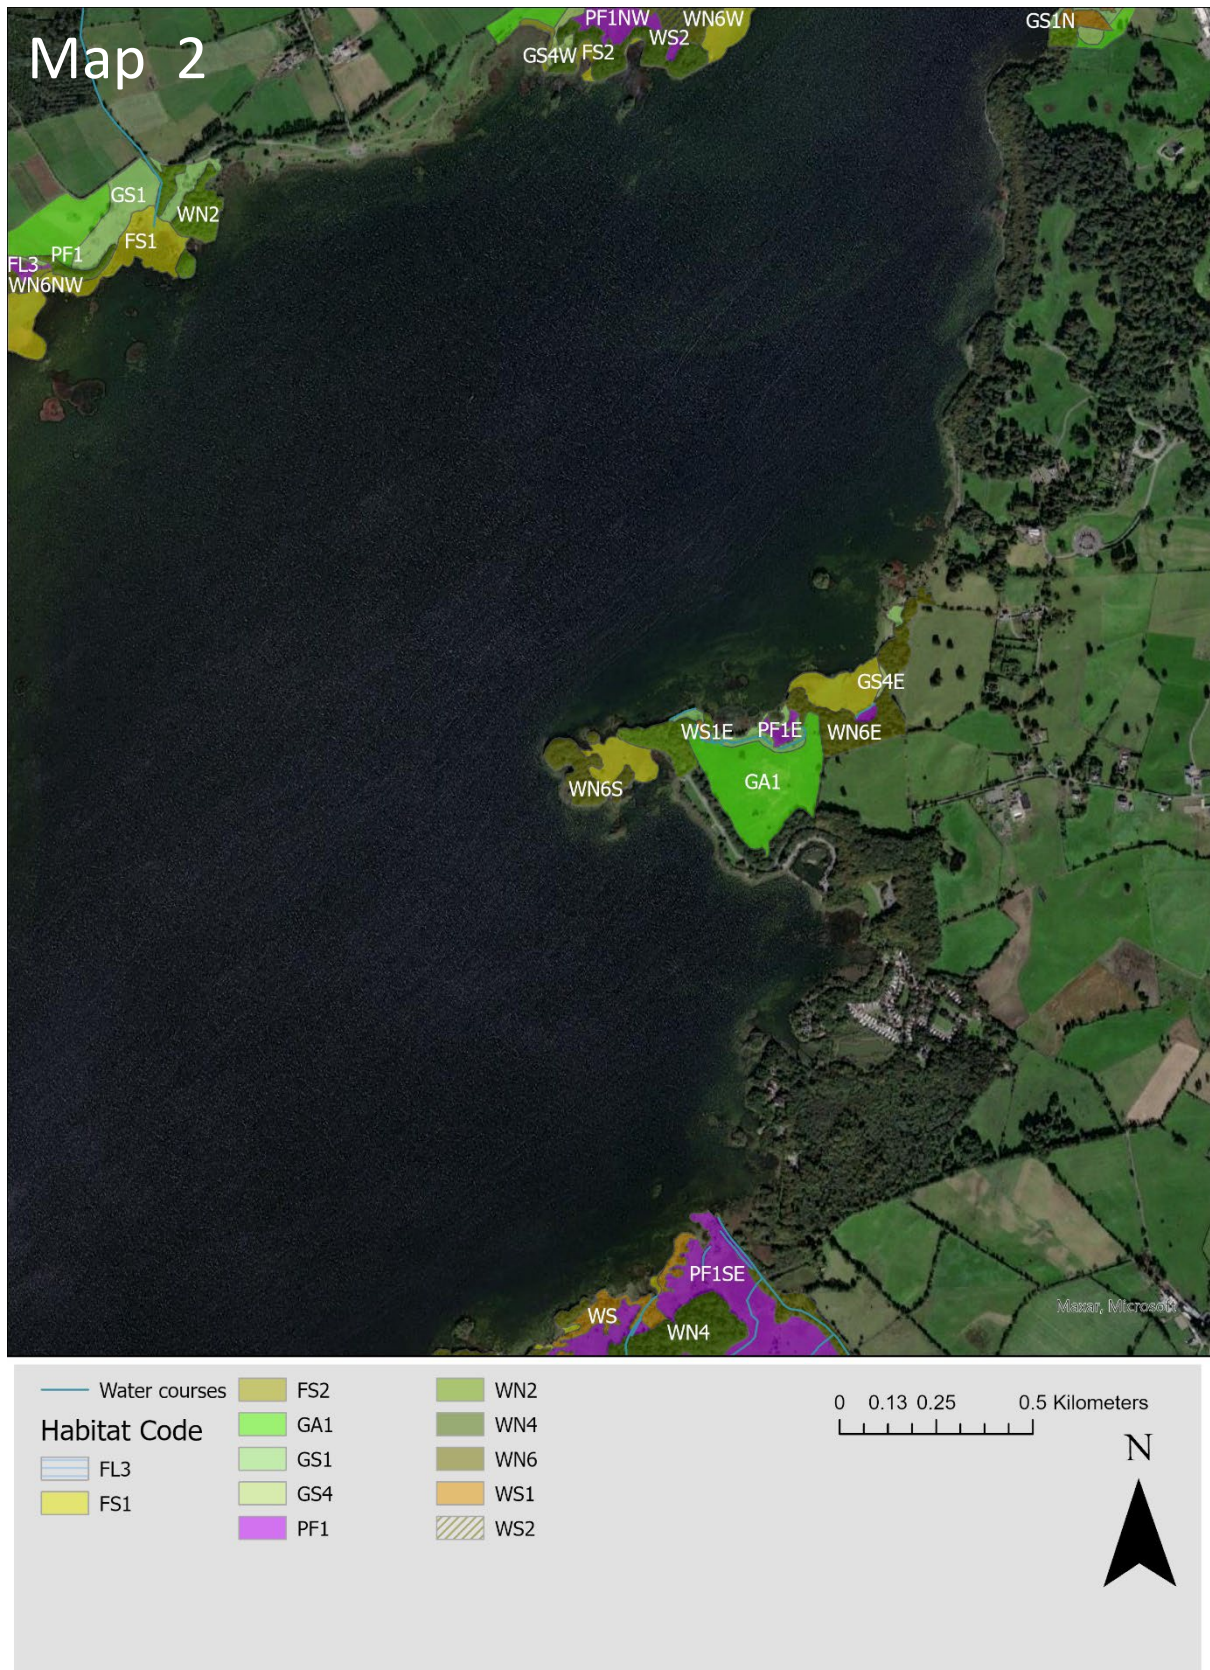 Map 2
PF1NW
WN6W
GS1N
WS2
GS4W
FS2
GS1
WN2
FS1
PF1
FL3
WN6NW
GS4E
WS1E
PF1E
WN6E
GA1
WN6S
PF1SE
WS
WN4
Maxar, Microsoft
Water courses
Habitat Code
FL3
FS1
FS2
GA1
GS1
GS4
PF1
WN2
WN4
WN6
WS1
WS2
0 0.13 0.25 0.5 Kilometers
N